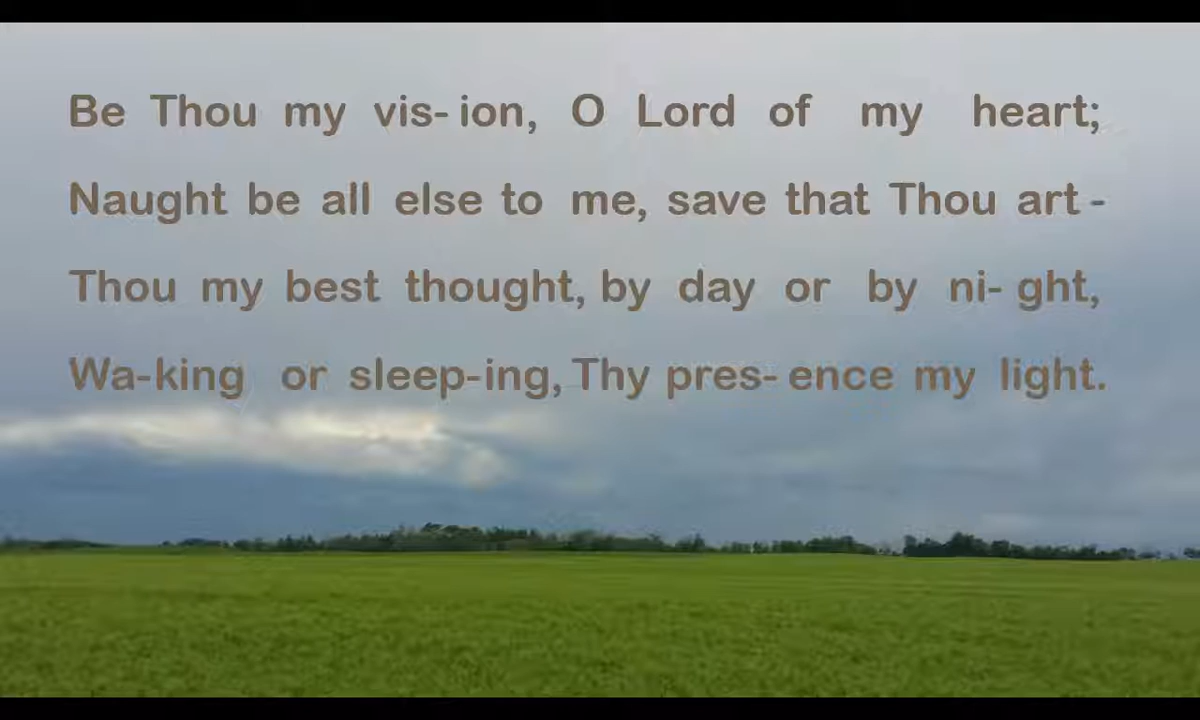 Be Thou my vis- ion, O Lord of my heart;
Naught be all else to me, save that Thou art -
Thou my best thought, by day or by ni- ght,
Wa-king or sleep-ing, Thy pres- ence my light.